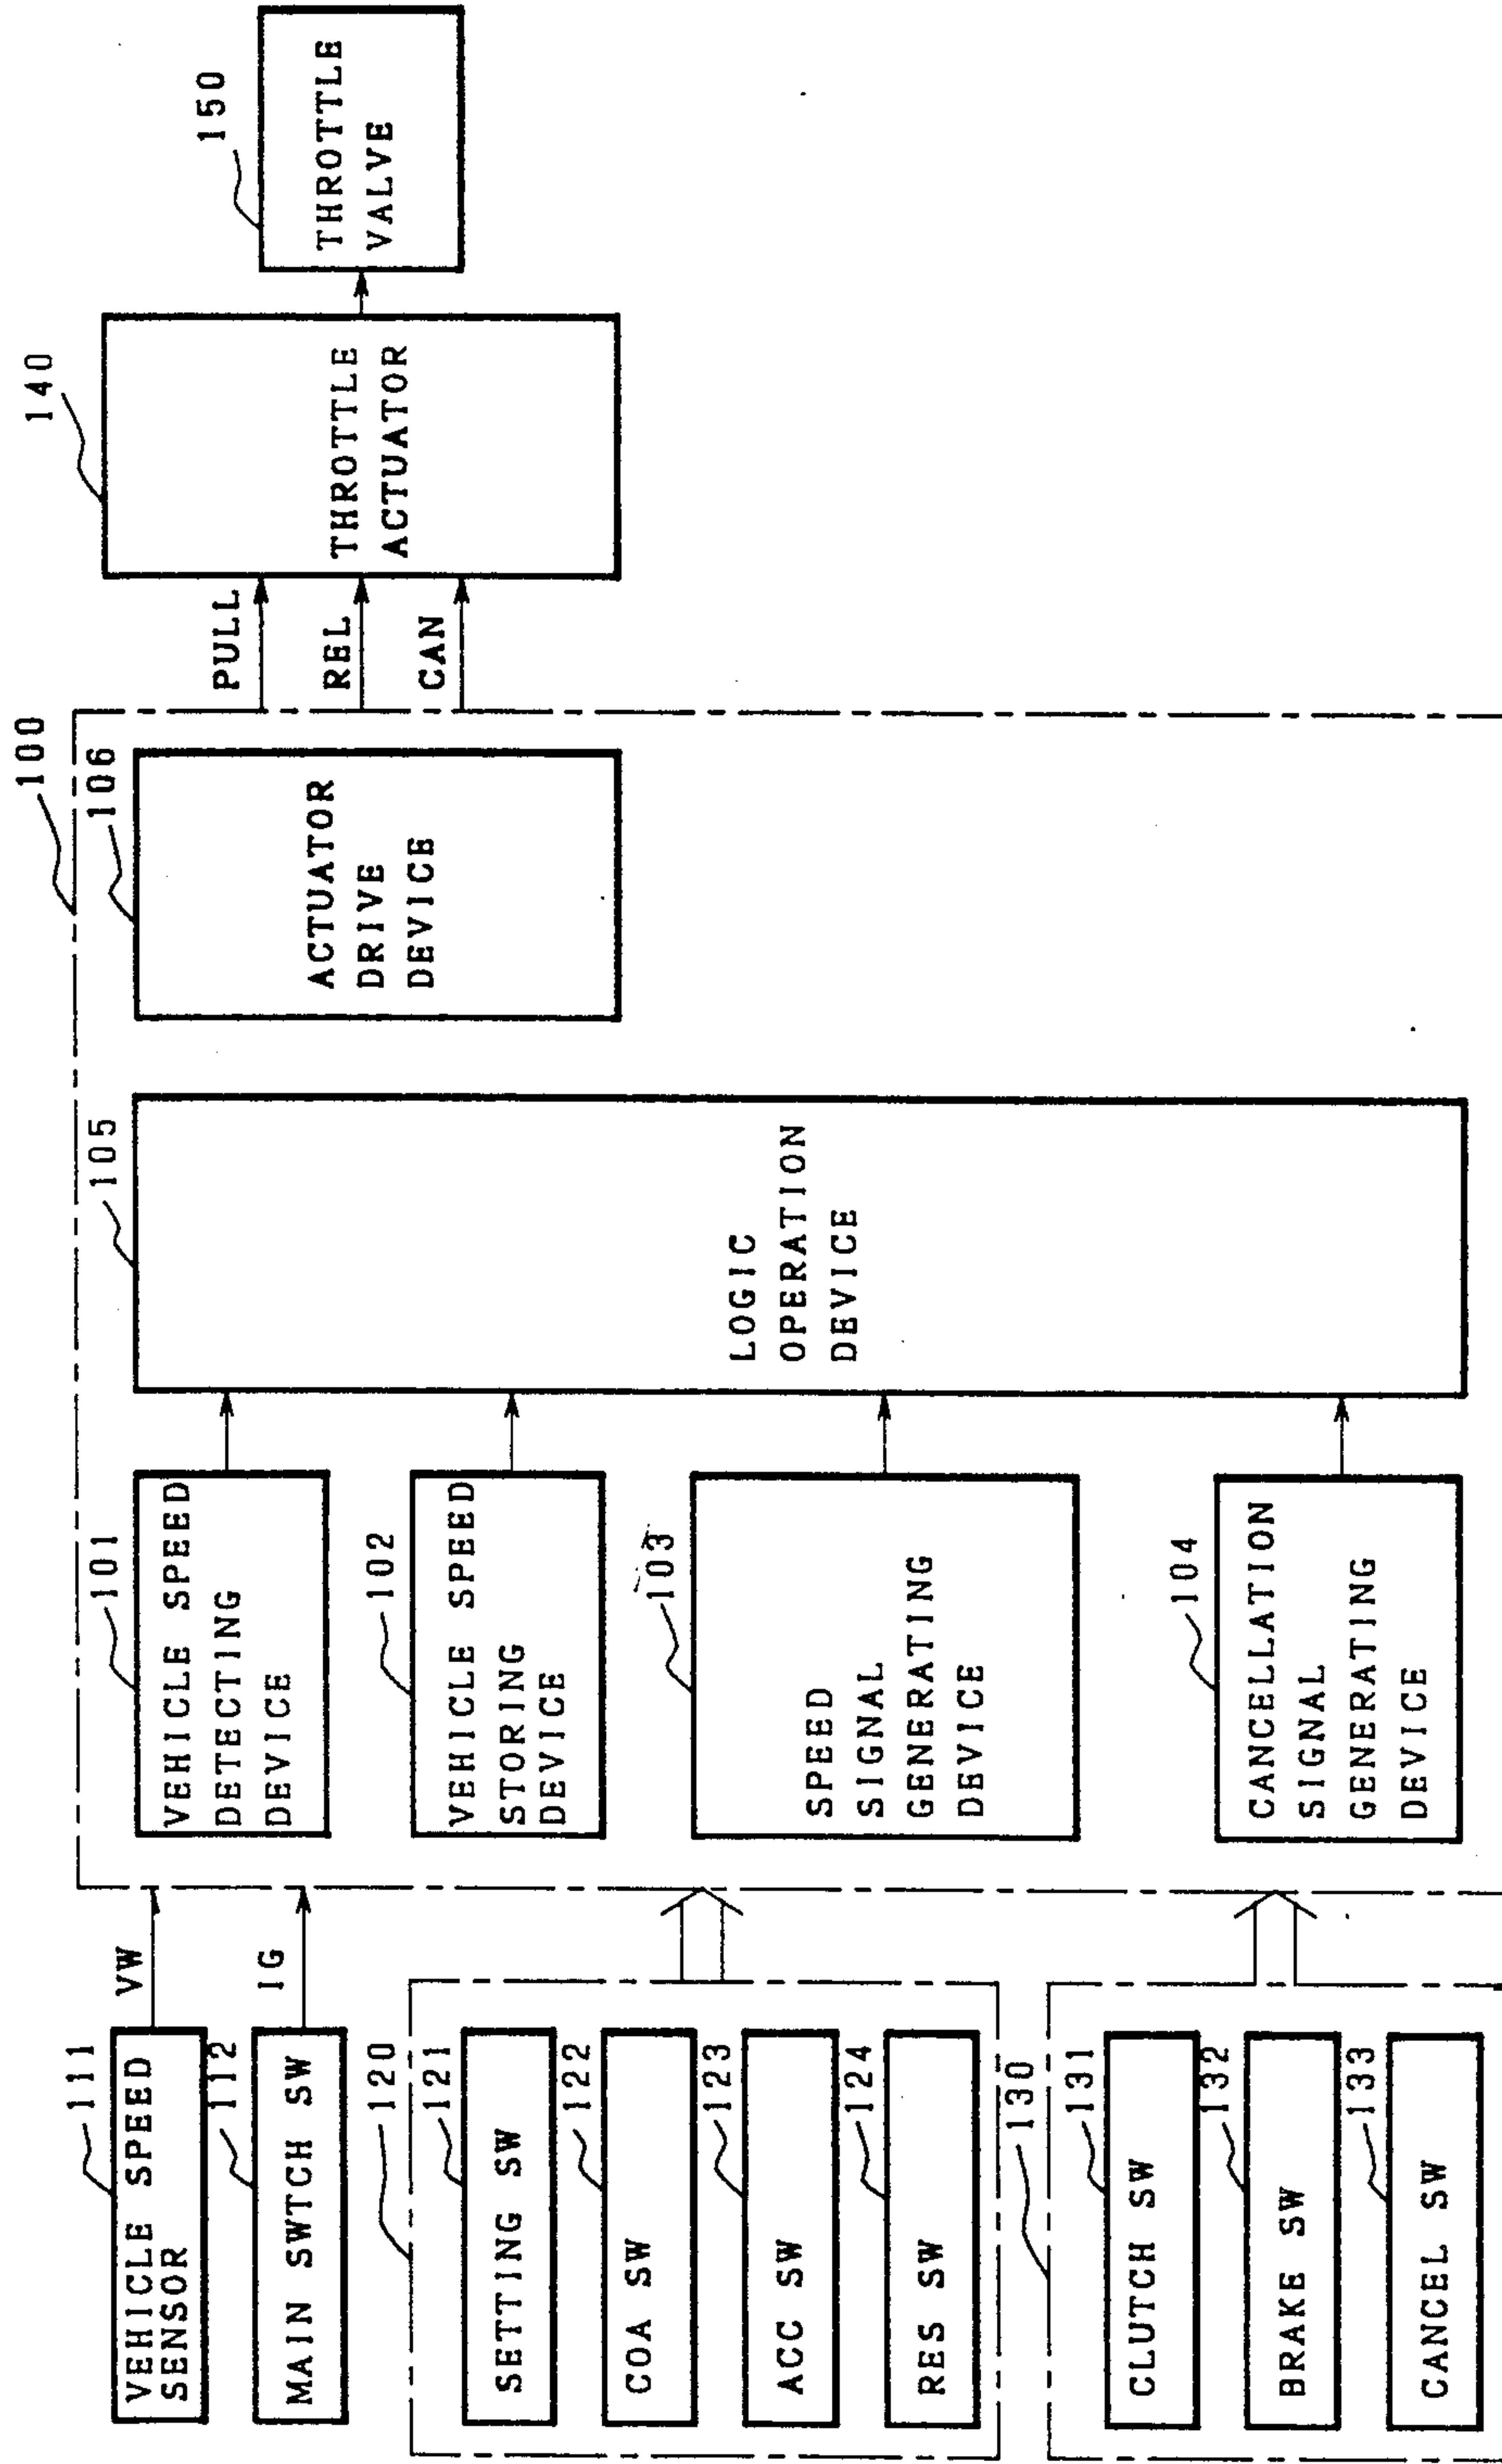 111
VEHICLE SPEED
SENSOR
VW
112
MAIN SWTCH SW
IG
120
121
SETTING SW
122
COA SW
123
ACC SW
124
RES SW
130
131
CLUTCH SW
132
BRAKE SW
133
CANCEL SW
100
101
VEHICLE SPEED
DETECTING
DEVICE
102
VEHICLE SPEED
STORING
DEVICE
103
SPEED
SIGNAL
GENERATING
DEVICE
104
CANCELLATION
SIGNAL
GENERATING
DEVICE
105
LOGIC
OPERATION
DEVICE
106
ACTUATOR
DRIVE
DEVICE
PULL
REL
CAN
140
THROTTLE
ACTUATOR
150
THROTTLE
VALVE